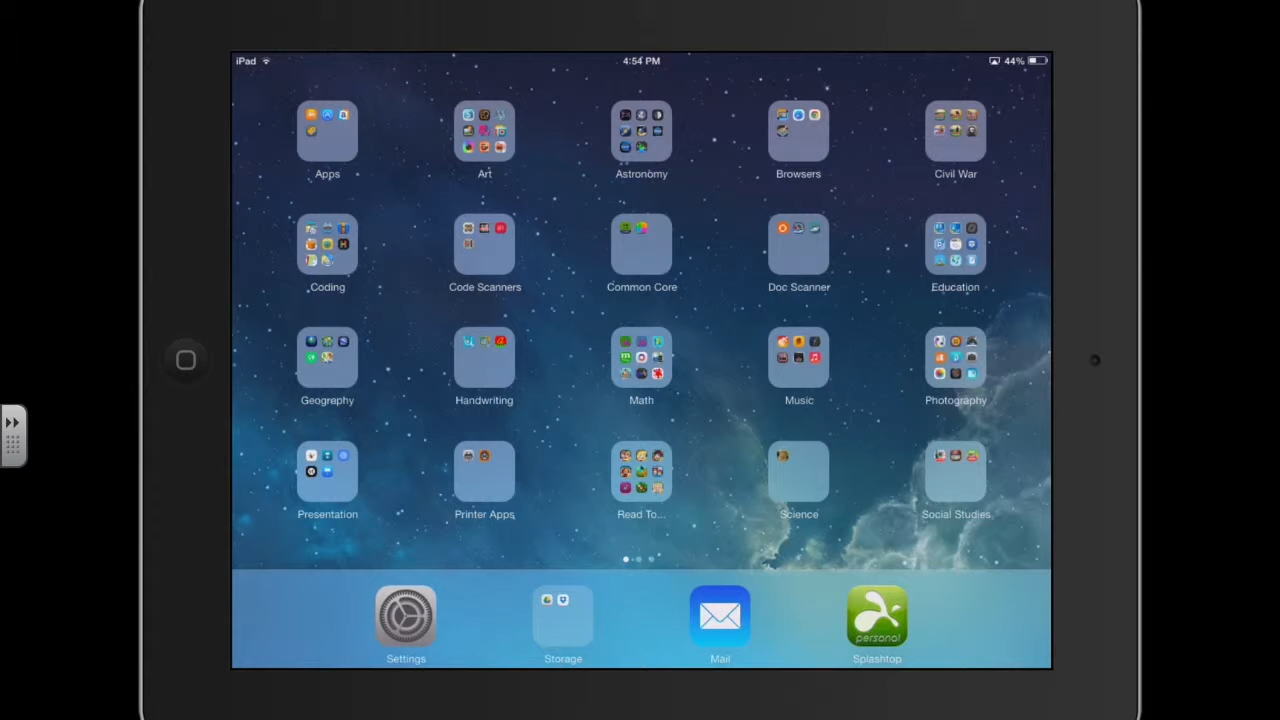 iPad 4:54 PM 44%
Apps Art Astronomy Browsers Civil War
Coding Code Scanners Common Core Doc Scanner Education
Geography Handwriting Math Music Photography
Presentation Printer Apps Read To... Science Social Studies
personal
Settings Storage Mail Splashtop